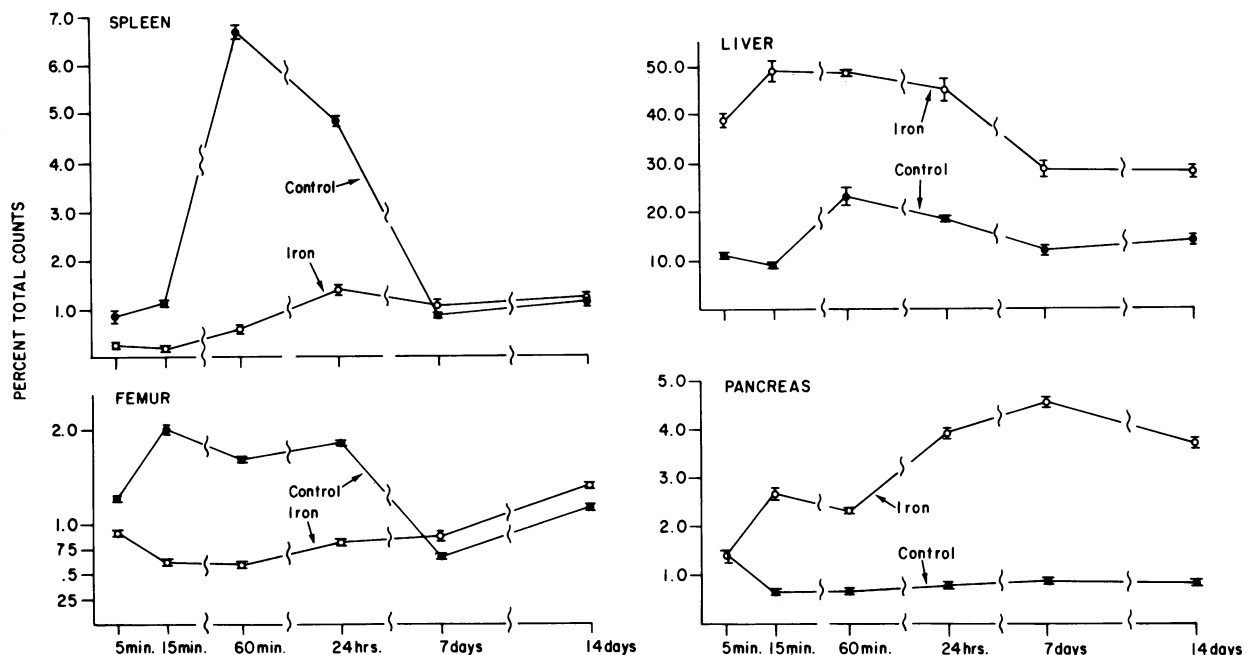 SPLEEN
7.0
6.0
5.0
4.0
3.0
2.0
1.0
Control
Iron
LIVER
50.0
40.0
30.0
20.0
10.0
Iron
Control
PERCENT TOTAL COUNTS
FEMUR
2.0
1.0
75
.5
25
Control
Iron
5min. 15min. 60min. 24hrs. 7days 14days
PANCREAS
5.0
4.0
3.0
2.0
1.0
Iron
Control
5min. 15min. 60min. 24hrs. 7days 14days